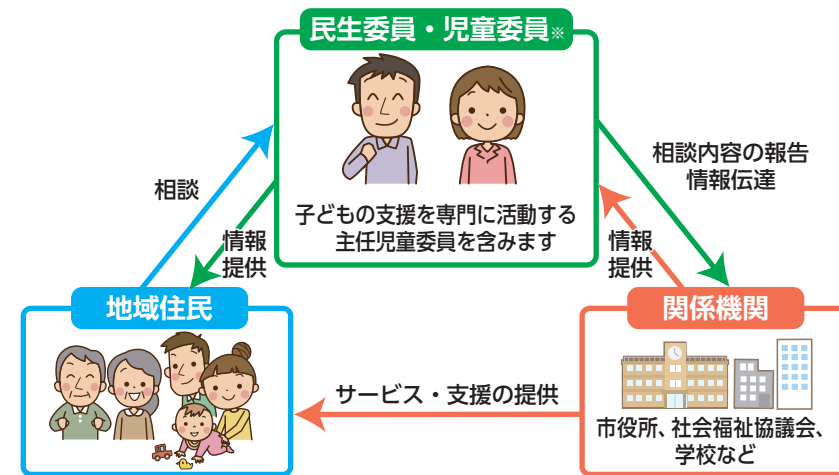 民生委員・児童委員※
子どもの支援を専門に活動する
主任児童委員を含みます
相談
情報
提供
相談内容の報告
情報伝達
情報
提供
地域住民
関係機関
サービス・支援の提供
市役所、社会福祉協議会、
学校など